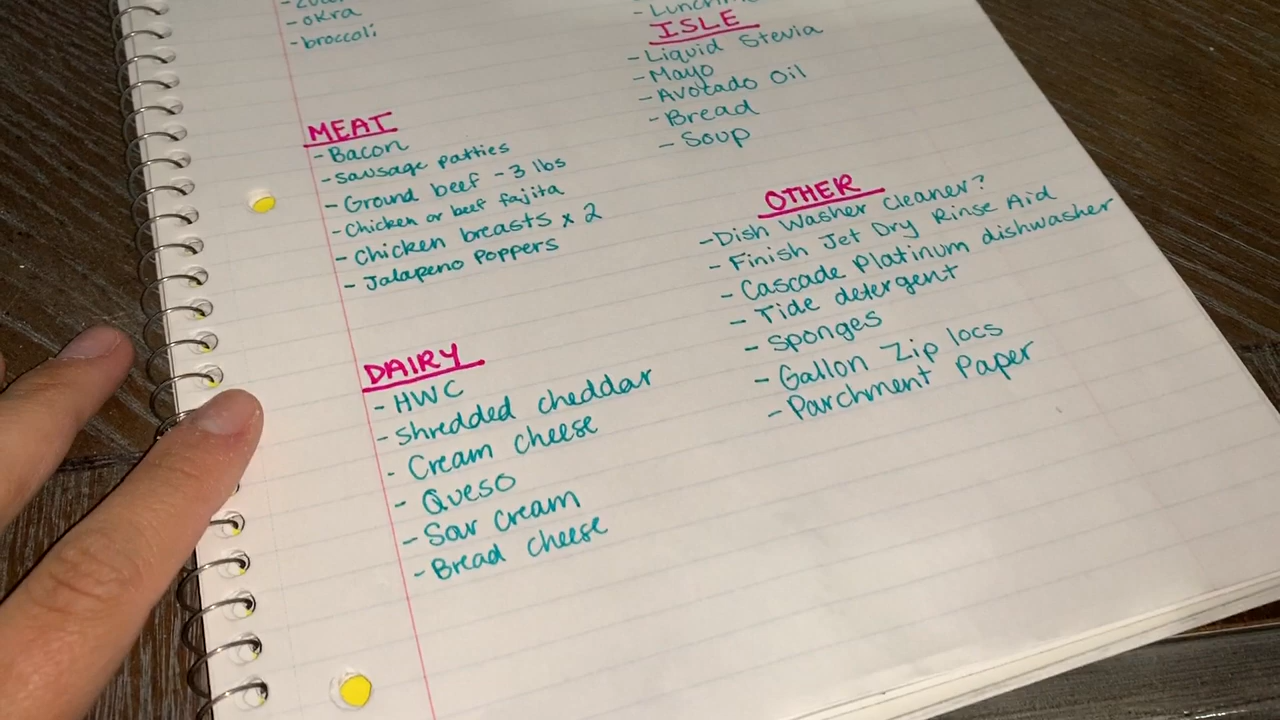 - okra
- broccoli
MEAT
- Bacon
- sausage patties
- Ground beef - 3 lbs
- Chicken or beef fajita
- Chicken breasts x 2
- Jalapeno Poppers
DAIRY
- HWC
- Shredded cheddar
- Cream cheese
- Queso
- Sour Cream
- Bread cheese
ISLE
- Liquid Stevia
- Mayo
- Avotado Oil
- Bread
- Soup
OTHER
- Dish Washer Cleaner?
- Finish Jet Dry Rinse Aid
- Cascade Platinum dishwasher
- Tide detergent
- Sponges
- Gallon Zip locs
- Parchment Paper